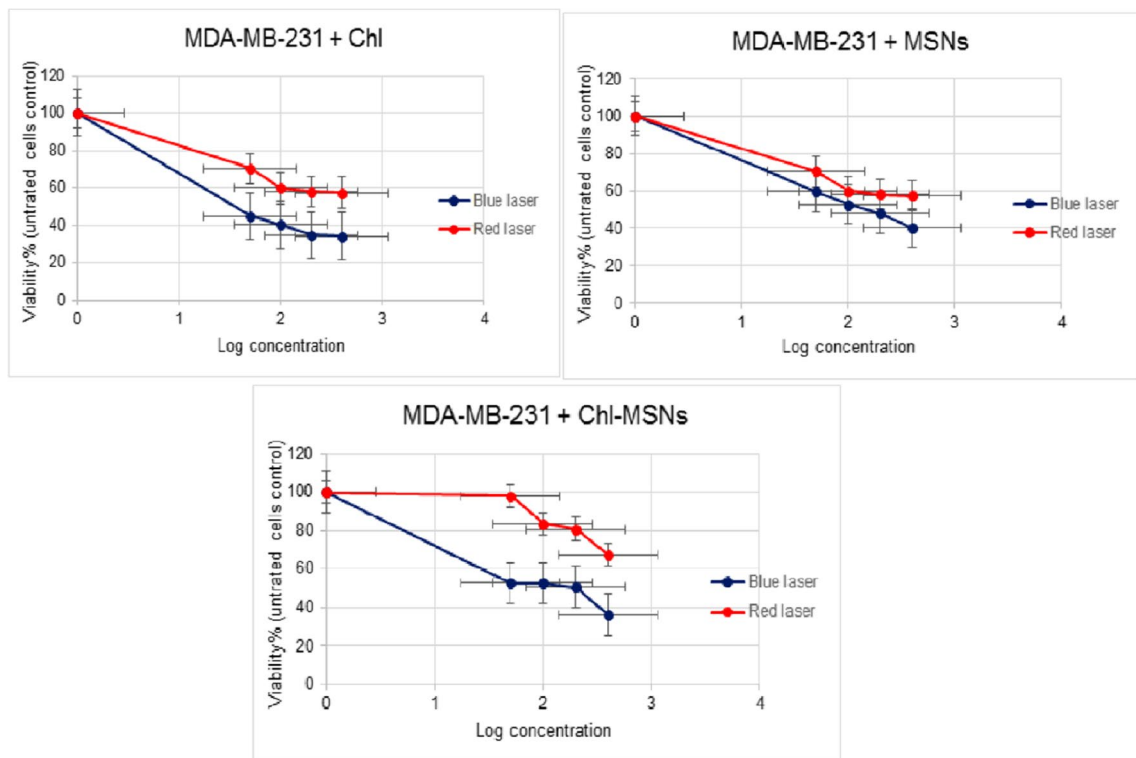 MDA-MB-231 + Chl
Viability% (untrated cells control)
120
100
80
60
40
20
0
0 1 2 3 4
Log concentration
Blue laser
Red laser
MDA-MB-231 + MSNs
Viability% (untrated cells control)
120
100
80
60
40
20
0
0 1 2 3 4
Log concentration
Blue laser
Red laser
MDA-MB-231 + Chl-MSNs
Viability% (untrated cells control)
120
100
80
60
40
20
0
0 1 2 3 4
Log concentration
Blue laser
Red laser